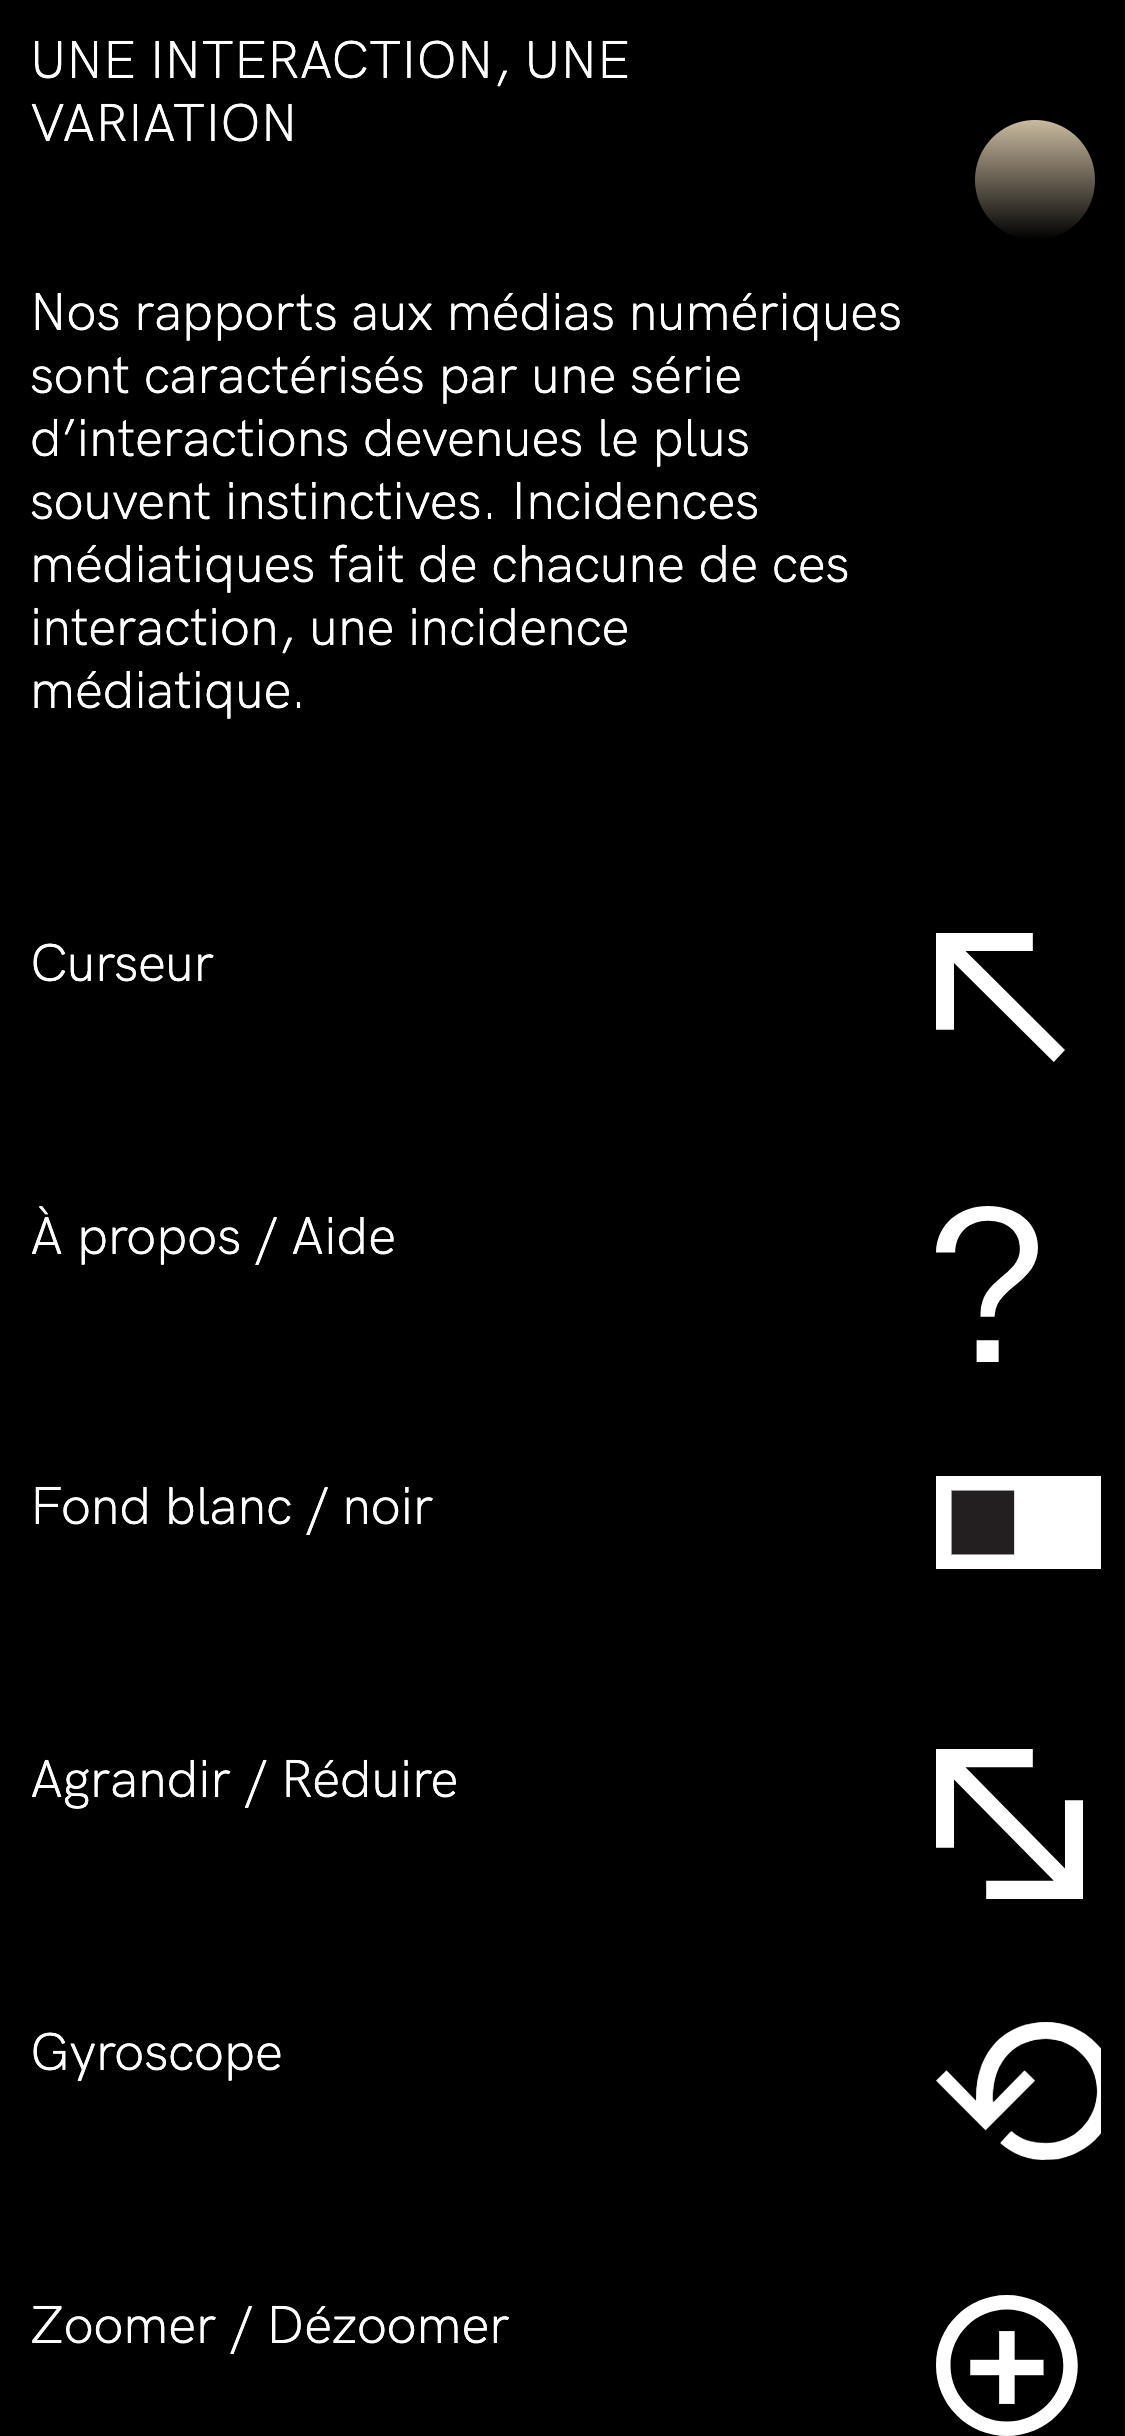 UNE INTERACTION, UNE
VARIATION
Nos rapports aux médias numériques
sont caractérisés par une série
d’interactions devenues le plus
souvent instinctives. Incidences
médiatiques fait de chacune de ces
interaction, une incidence
médiatique.
Curseur
À propos / Aide
?
Fond blanc / noir
Agrandir / Réduire
Gyroscope
Zoomer / Dézoomer